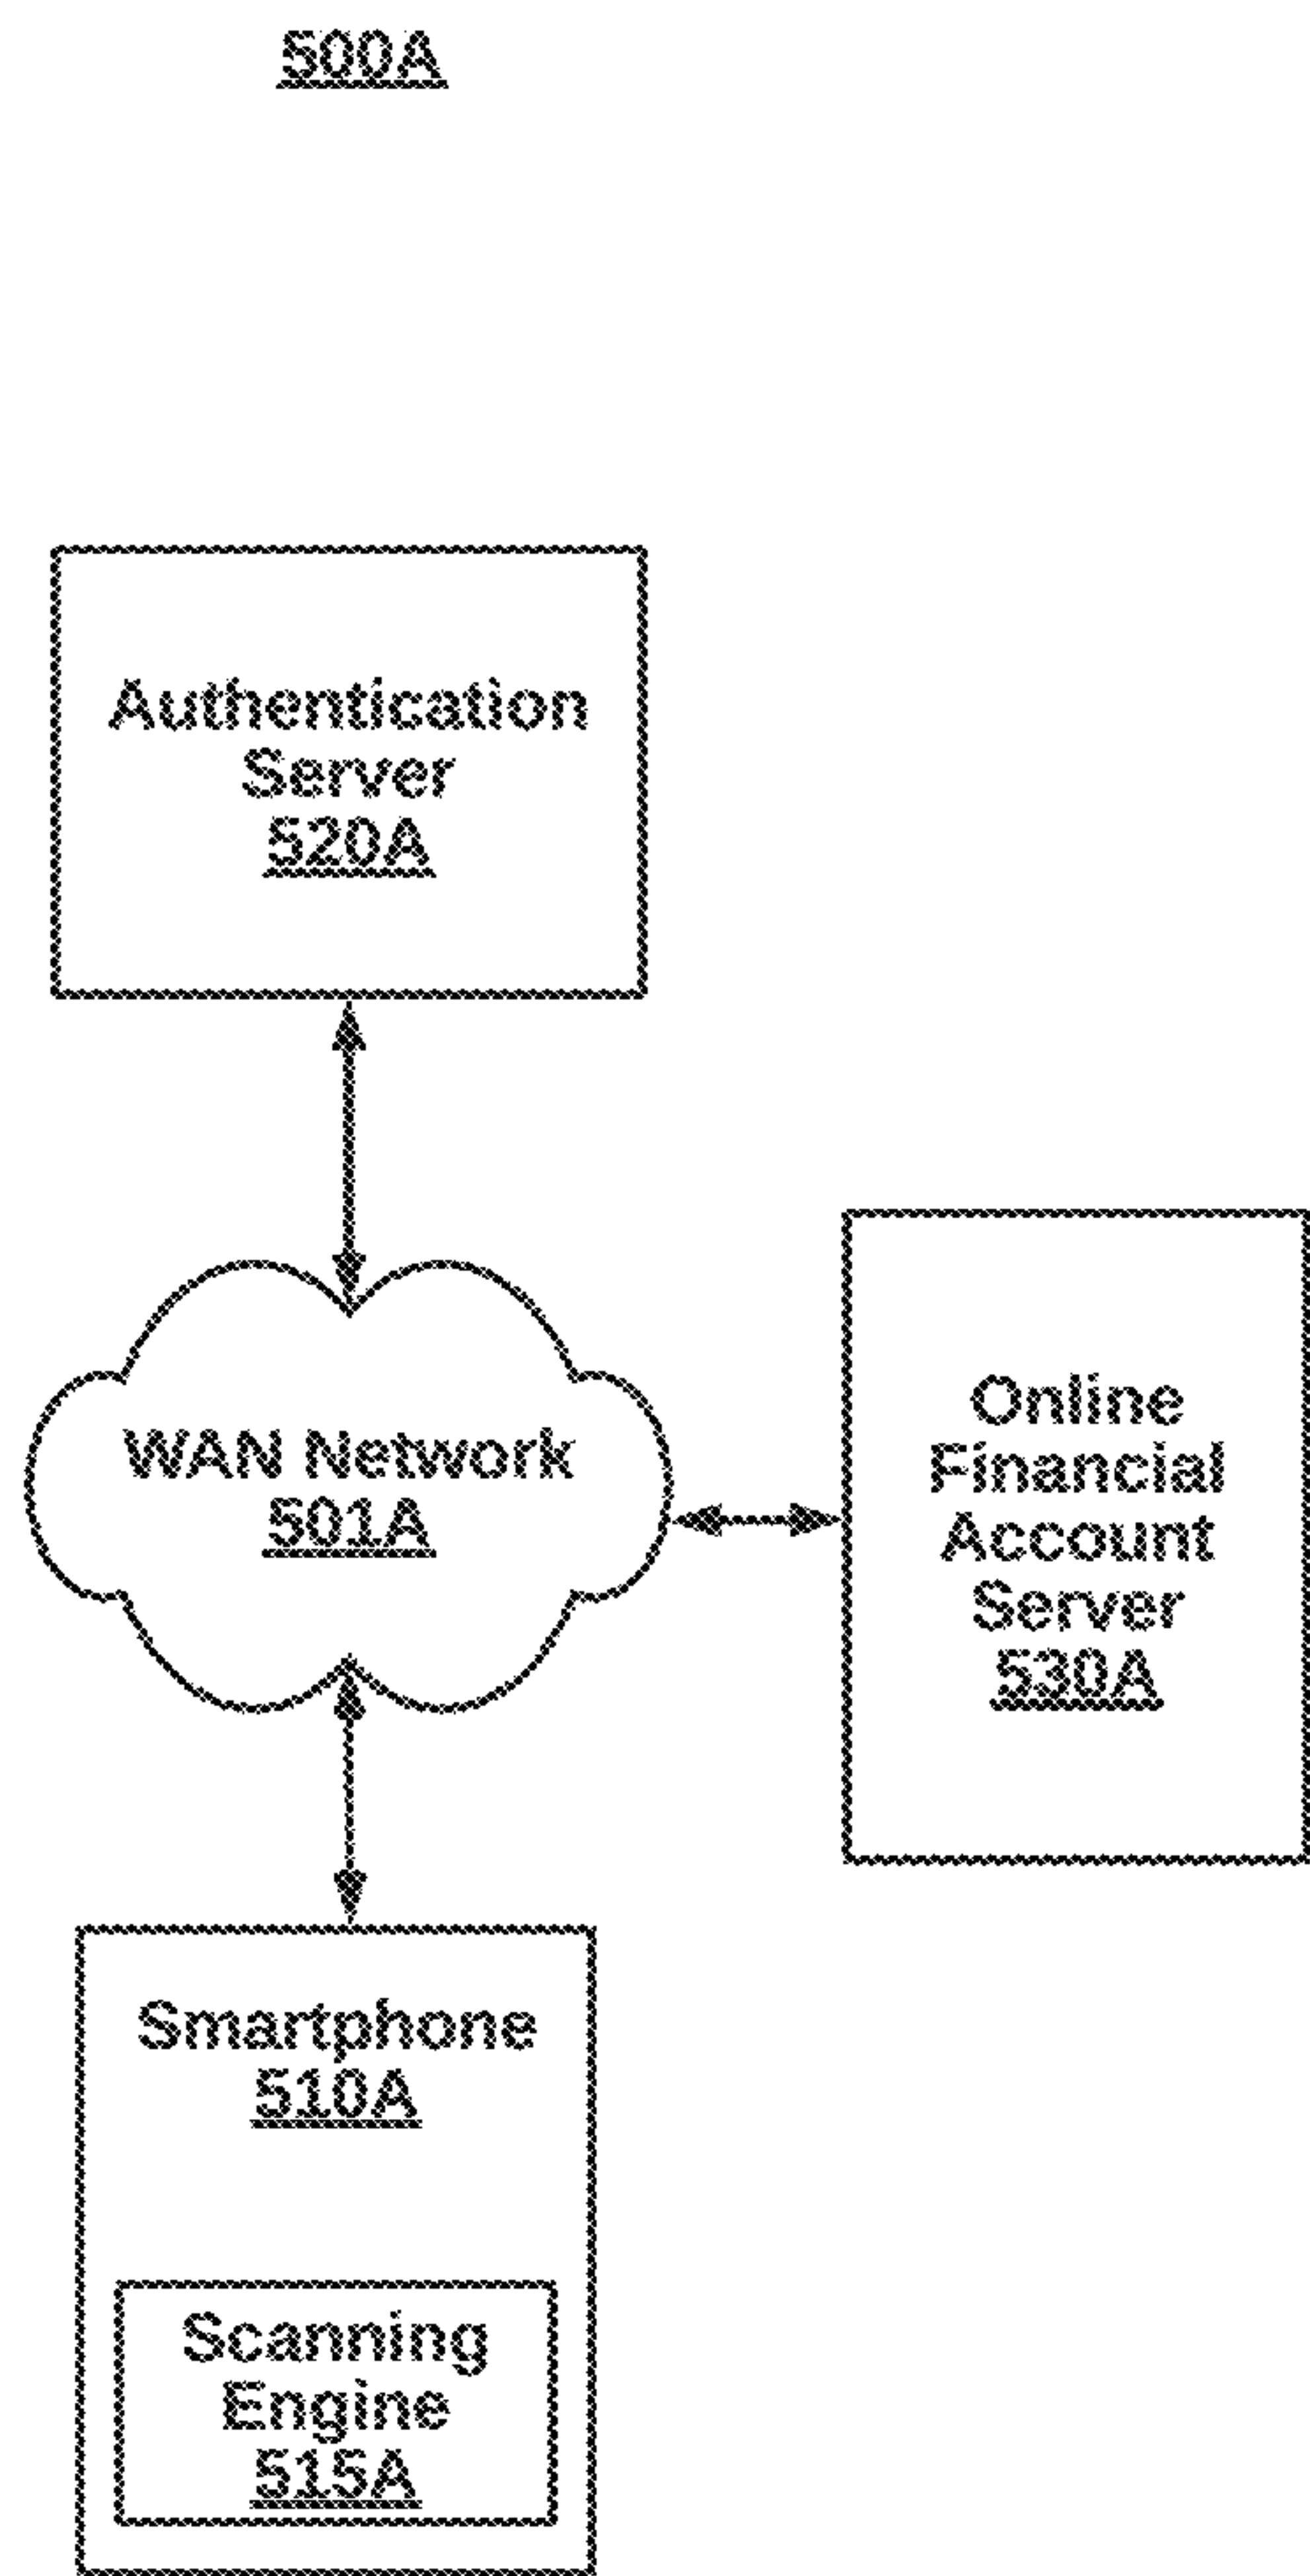 500A
Authentication
Server
520A
WAN Network
501A
Online
Financial
Account
Server
530A
Smartphone
510A
Scanning
Engine
515A